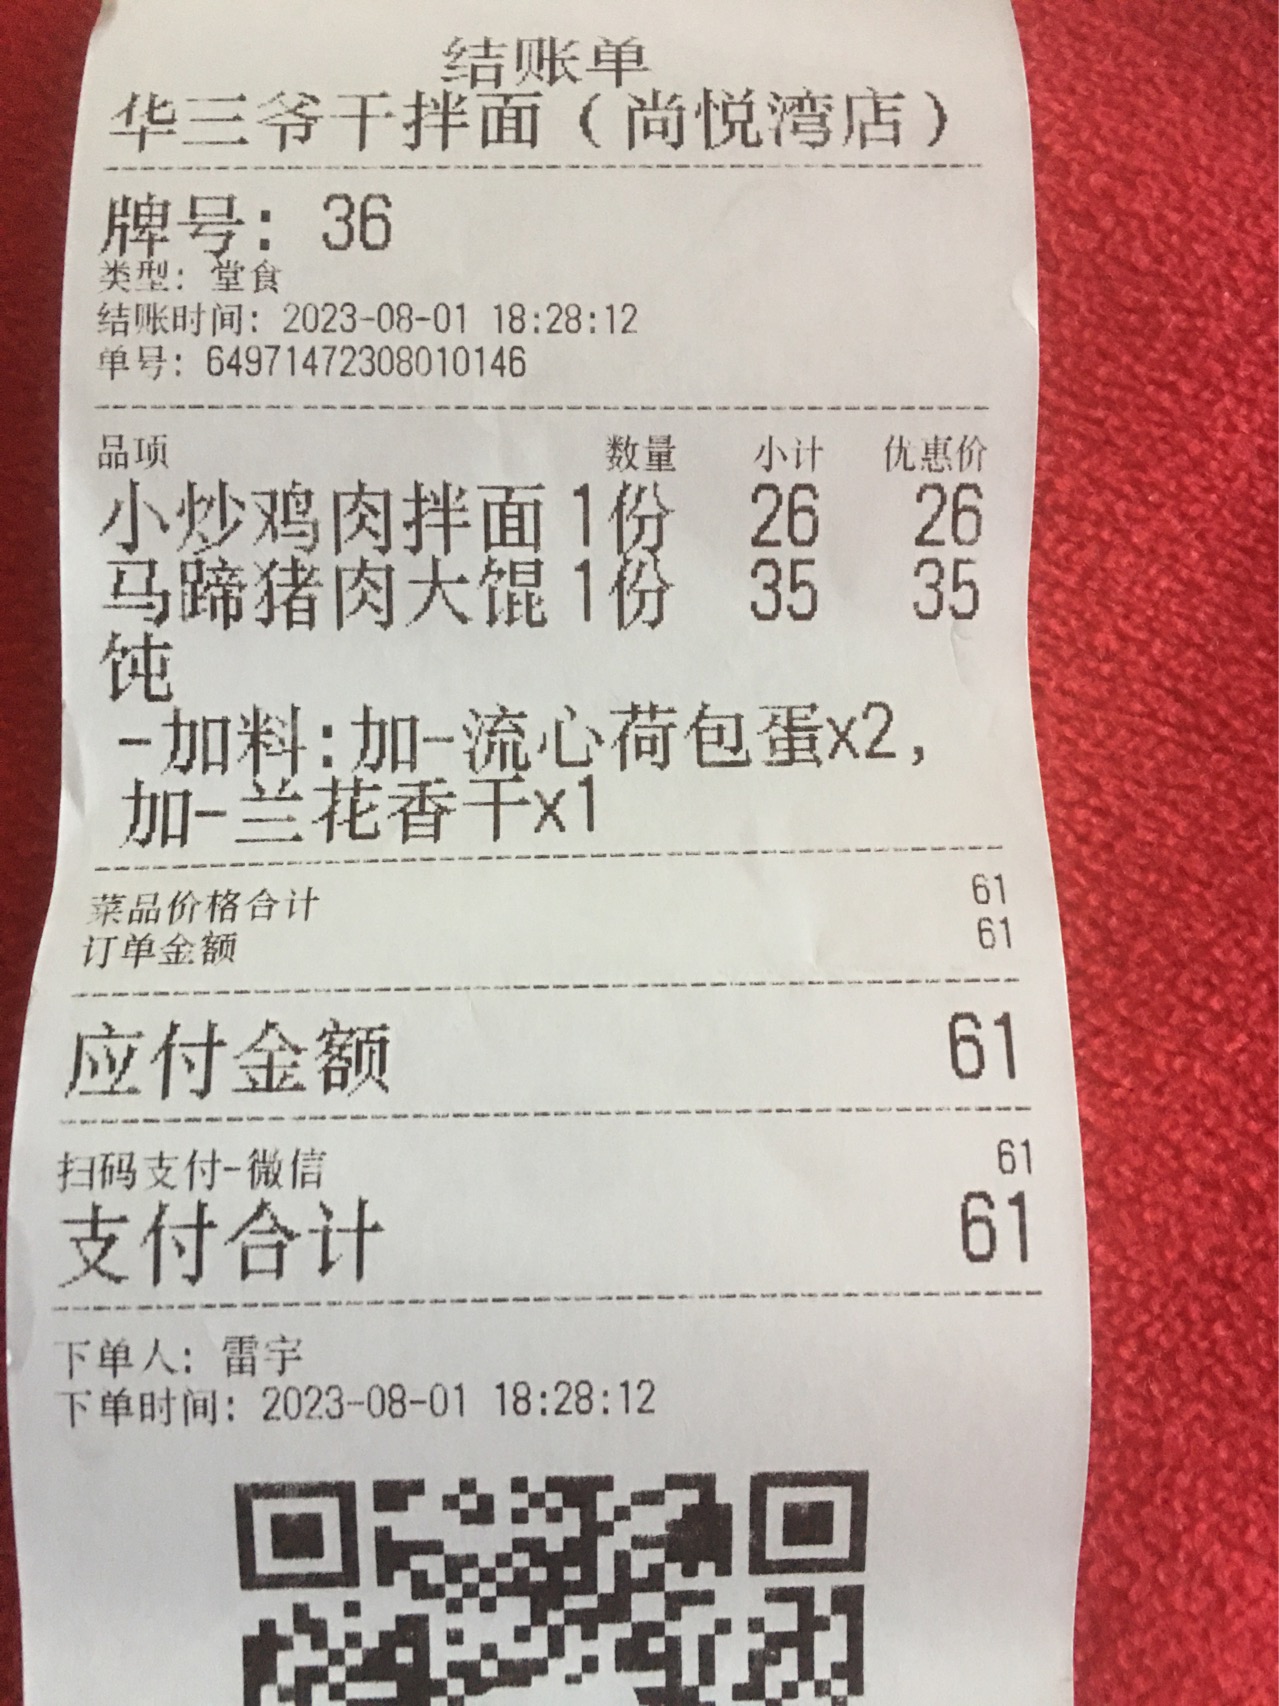 结账单
华三爷干拌面（尚悦湾店）
牌号: 36
类型: 堂食
结账时间: 2023-08-01 18:28:12
单号: 64971472308010146
品项 数量 小计 优惠价
小炒鸡肉拌面 1份 26 26
马蹄猪肉大馄 1份 35 35
饨
-加料:加-流心荷包蛋x2,
加-兰花香干x1
菜品价格合计 61
订单金额 61
应付金额 61
扫码支付-微信 61
支付合计 61
下单人: 雷宇
下单时间: 2023-08-01 18:28:12